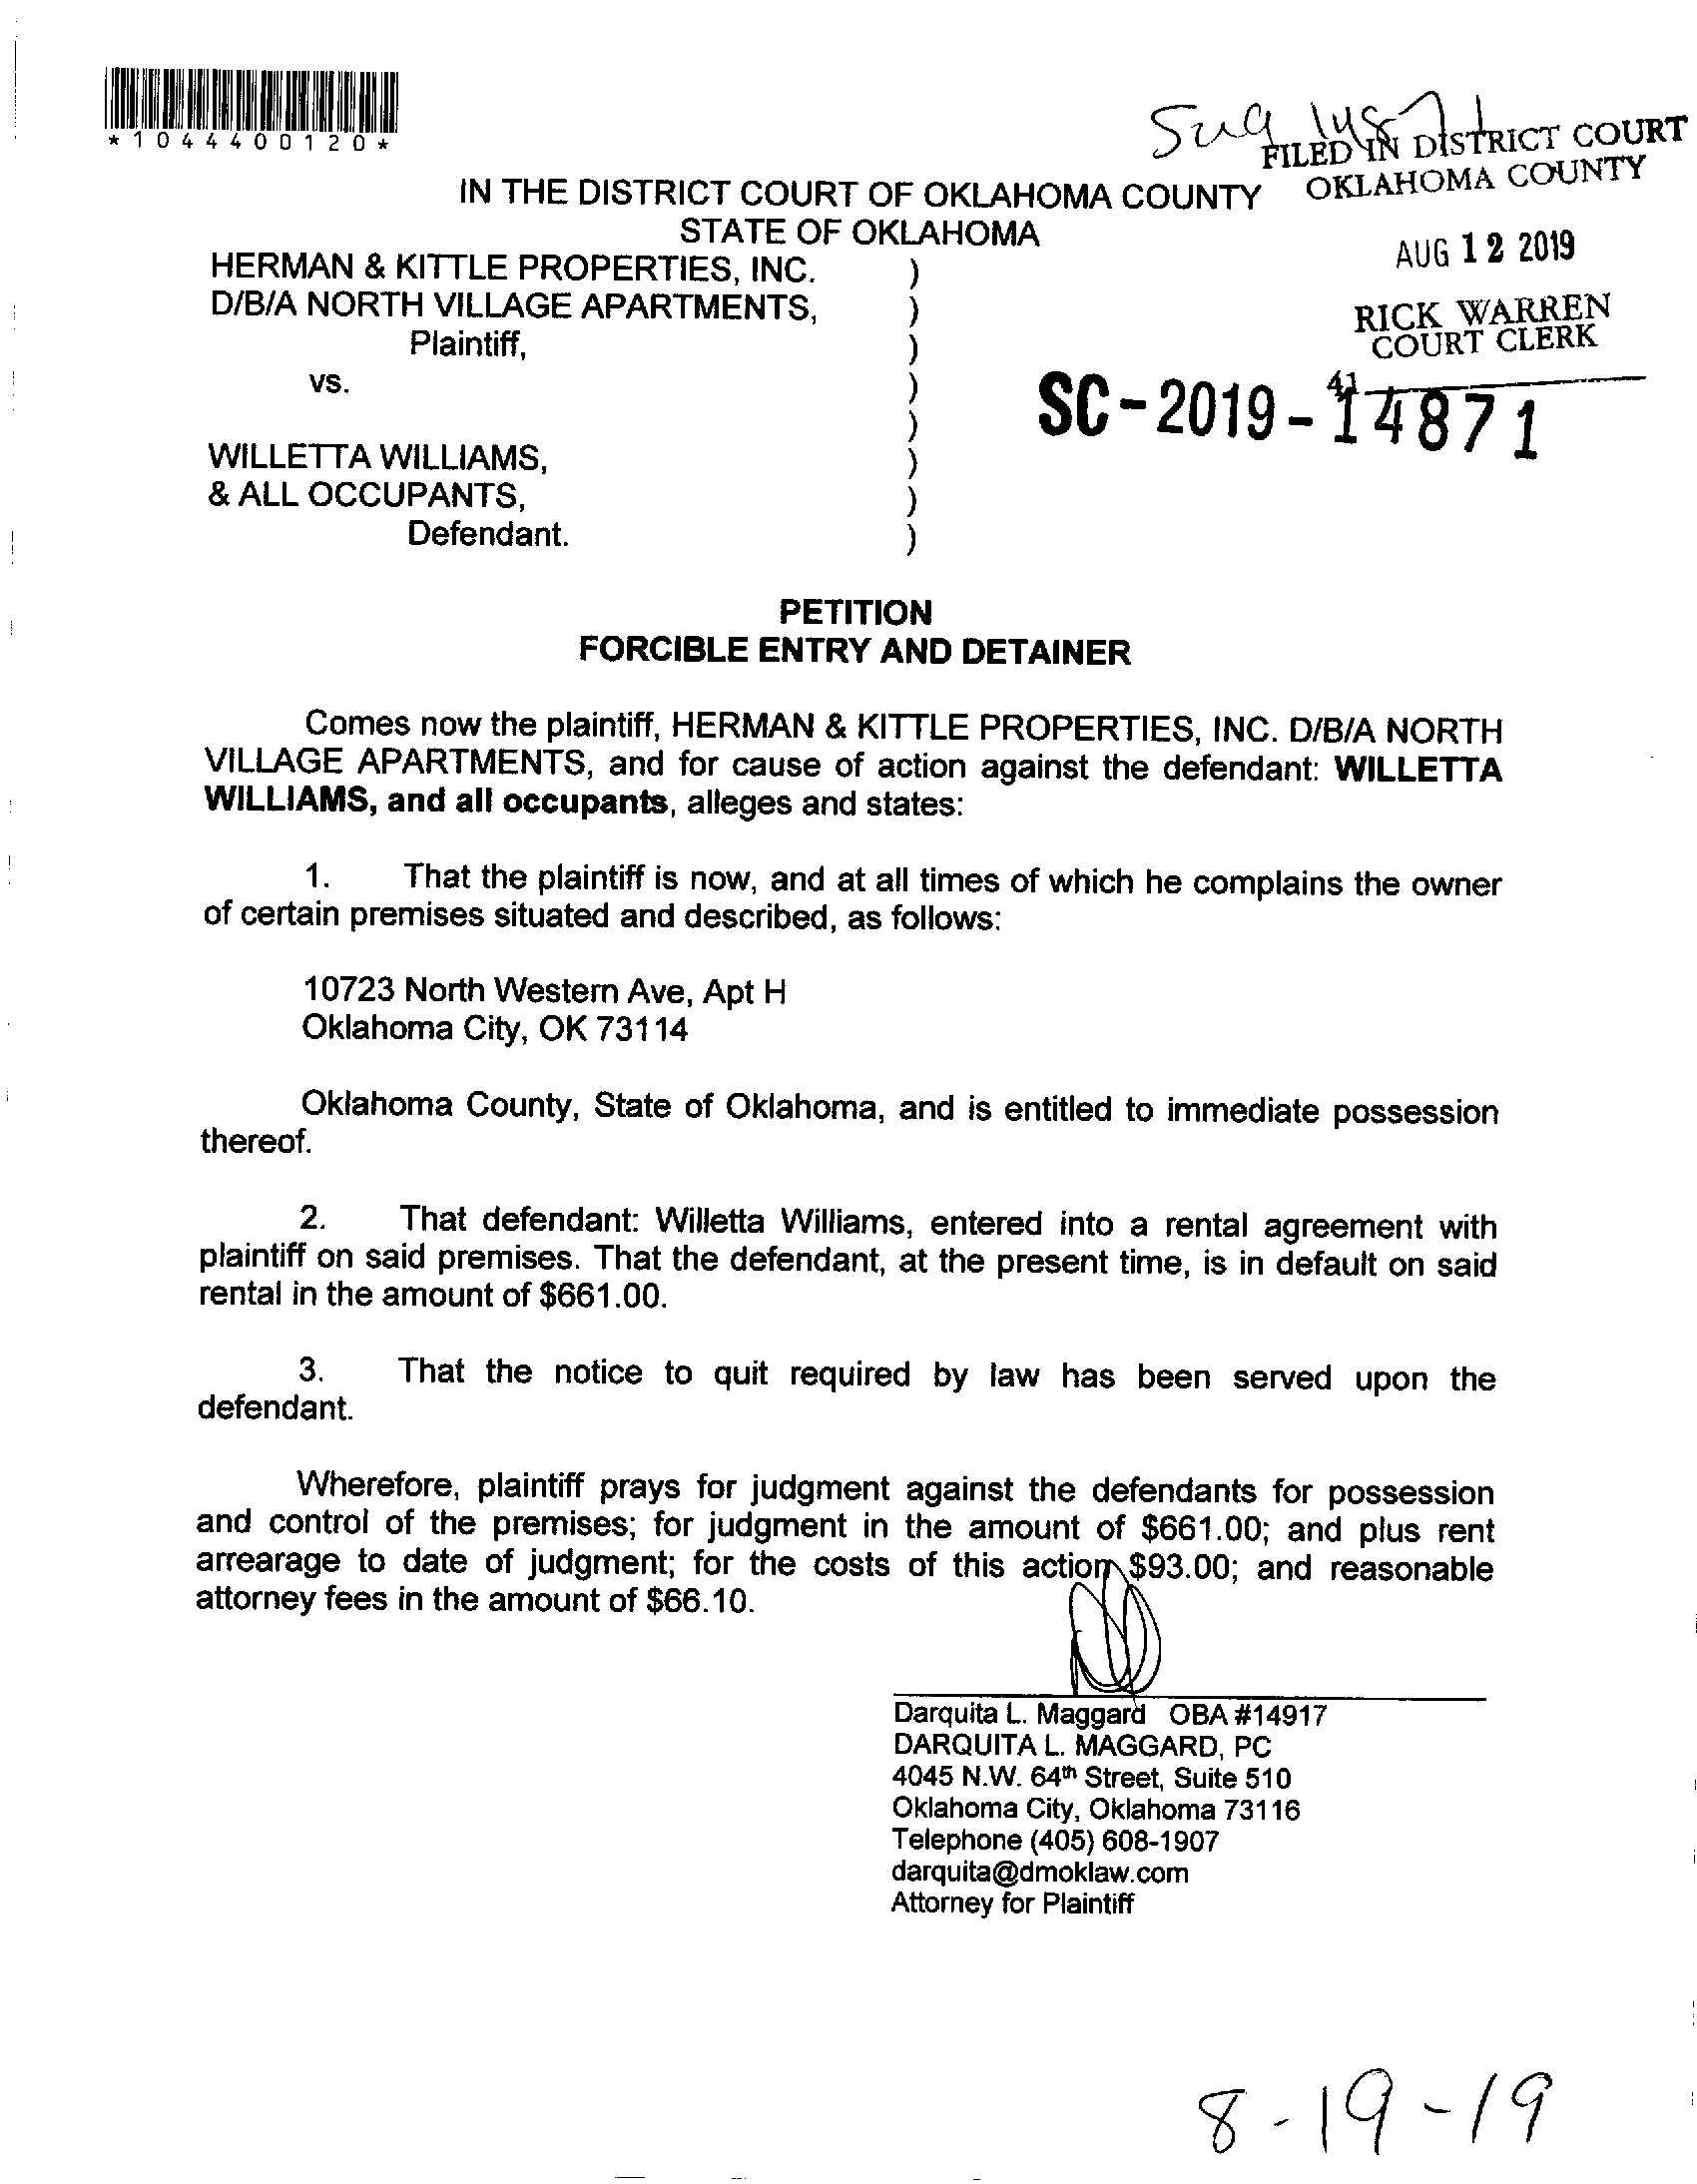 *1044400120*
FILED IN DISTRICT COURT
OKLAHOMA COUNTY
IN THE DISTRICT COURT OF OKLAHOMA COUNTY
STATE OF OKLAHOMA
AUG 12 2019
HERMAN & KITTLE PROPERTIES, INC. )
D/B/A NORTH VILLAGE APARTMENTS, )
Plaintiff, )
RICK WARREN
COURT CLERK
41
vs. )
)
SC-2019-14871
WILLETTA WILLIAMS, )
& ALL OCCUPANTS, )
Defendant. )
PETITION
FORCIBLE ENTRY AND DETAINER
Comes now the plaintiff, HERMAN & KITTLE PROPERTIES, INC. D/B/A NORTH
VILLAGE APARTMENTS, and for cause of action against the defendant: WILLETTA
WILLIAMS, and all occupants, alleges and states:
1. That the plaintiff is now, and at all times of which he complains the owner
of certain premises situated and described, as follows:
10723 North Western Ave, Apt H
Oklahoma City, OK 73114
Oklahoma County, State of Oklahoma, and is entitled to immediate possession
thereof.
2. That defendant: Willetta Williams, entered into a rental agreement with
plaintiff on said premises. That the defendant, at the present time, is in default on said
rental in the amount of $661.00.
3. That the notice to quit required by law has been served upon the
defendant.
Wherefore, plaintiff prays for judgment against the defendants for possession
and control of the premises; for judgment in the amount of $661.00; and plus rent
arrearage to date of judgment; for the costs of this action $93.00; and reasonable
attorney fees in the amount of $66.10.
Darquita L. Maggard OBA #14917
DARQUITA L. MAGGARD, PC
4045 N.W. 64th Street, Suite 510
Oklahoma City, Oklahoma 73116
Telephone (405) 608-1907
darquita@dmoklaw.com
Attorney for Plaintiff
8-19-19